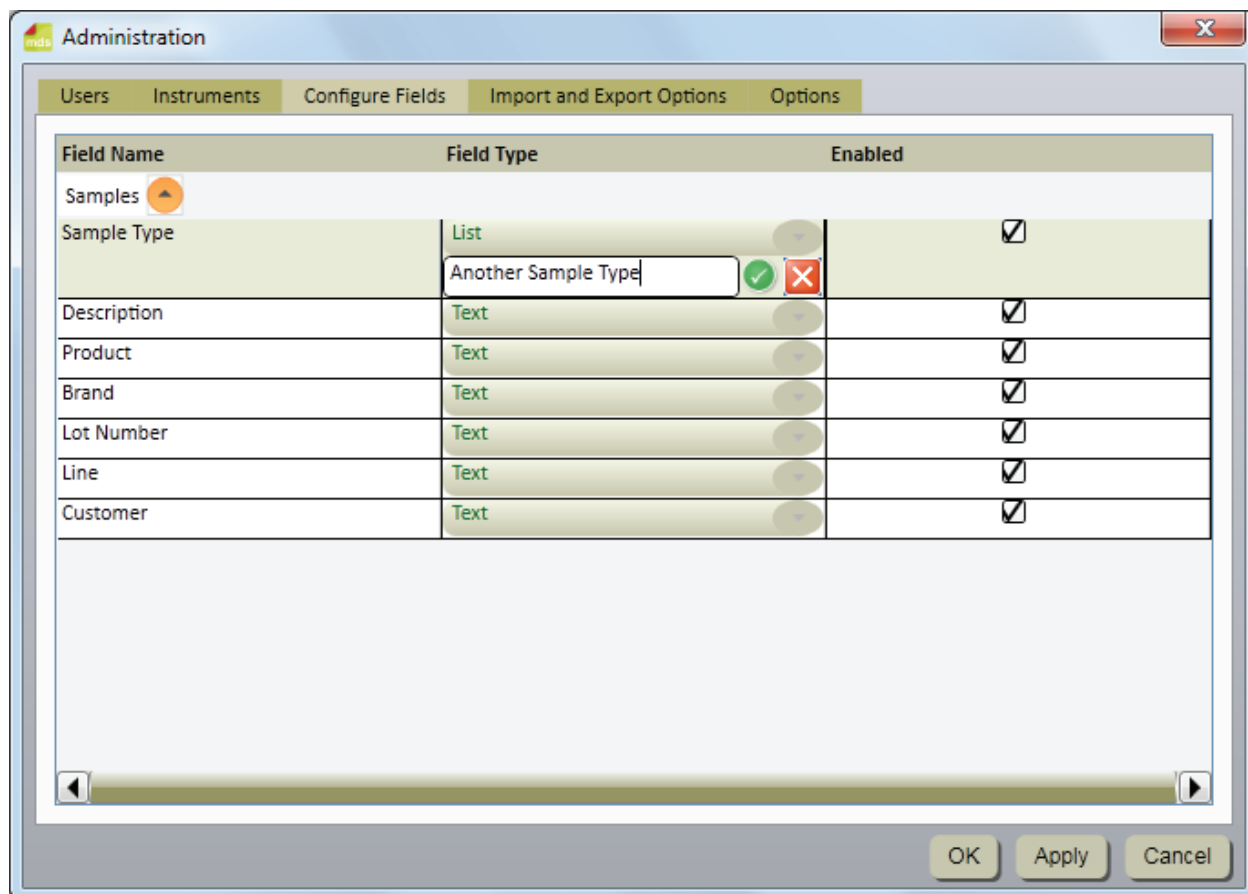 mds Administration X
Users Instruments Configure Fields Import and Export Options Options
Field Name Field Type Enabled
Samples
Sample Type List
Another Sample Type
Description Text
Product Text
Brand Text
Lot Number Text
Line Text
Customer Text
OK Apply Cancel